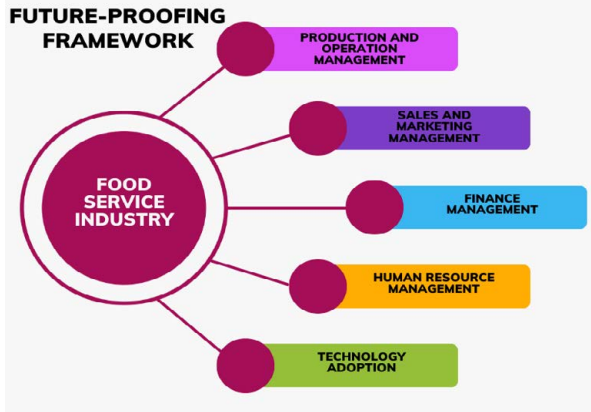 FUTURE-PROOFING
FRAMEWORK
PRODUCTION AND
OPERATION
MANAGEMENT
SALES AND
MARKETING
MANAGEMENT
FOOD
SERVICE
INDUSTRY
FINANCE
MANAGEMENT
HUMAN RESOURCE
MANAGEMENT
TECHNOLOGY
ADOPTION